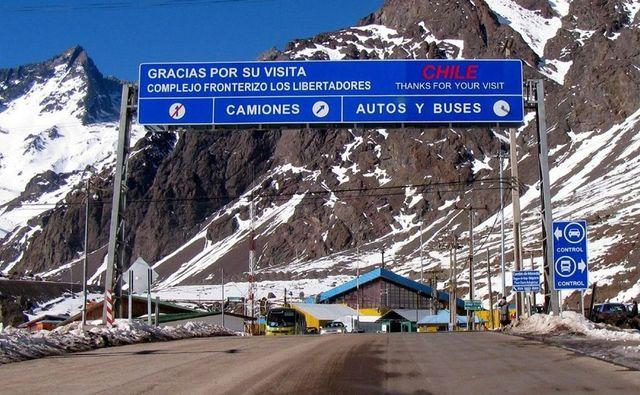 GRACIAS POR SU VISITA
CHILE
COMPLEJO FRONTERIZO LOS LIBERTADORES
THANKS FOR YOUR VISIT
CAMIONES
AUTOS Y BUSES
CONTROL
CONTROL